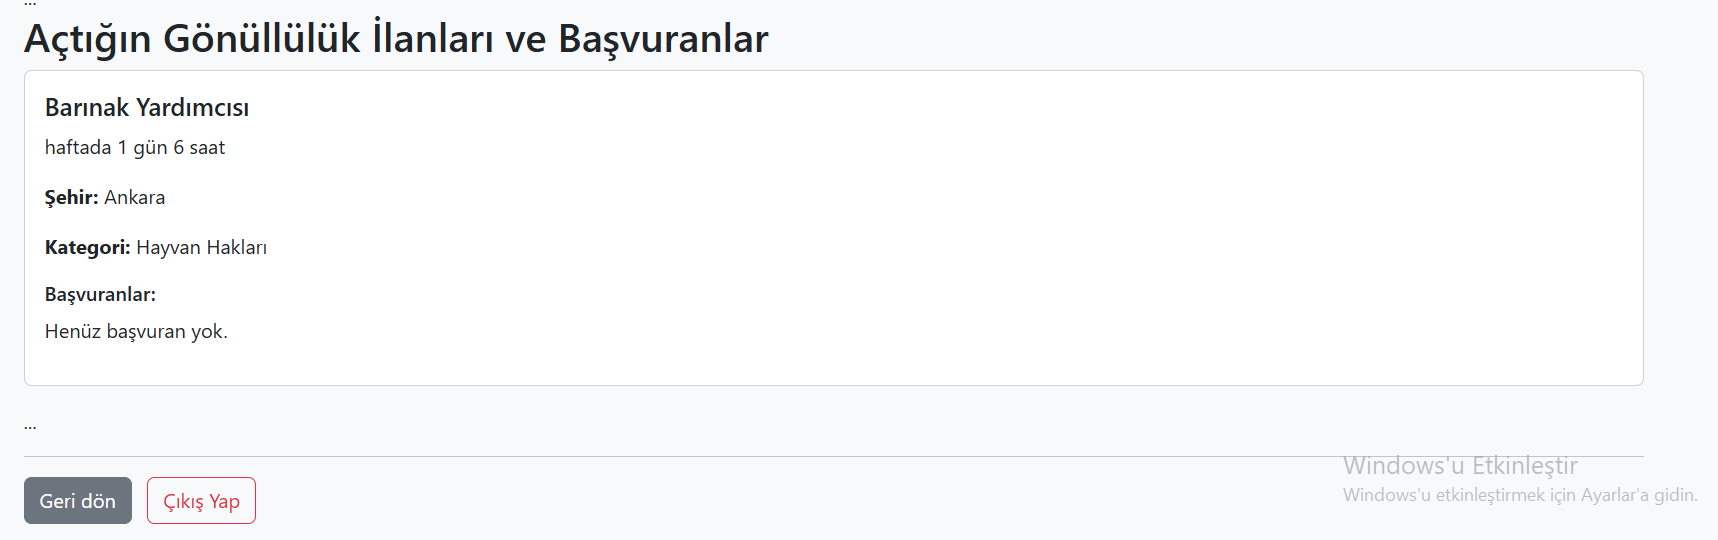 ...
Açtığın Gönüllülük İlanları ve Başvuranlar
Barınak Yardımcısı
haftada 1 gün 6 saat
Şehir: Ankara
Kategori: Hayvan Hakları
Başvuranlar:
Henüz başvuran yok.
...
Windows'u Etkinleştir
Windows'u etkinleştirmek için Ayarlar'a gidin.
Geri dön
Çıkış Yap